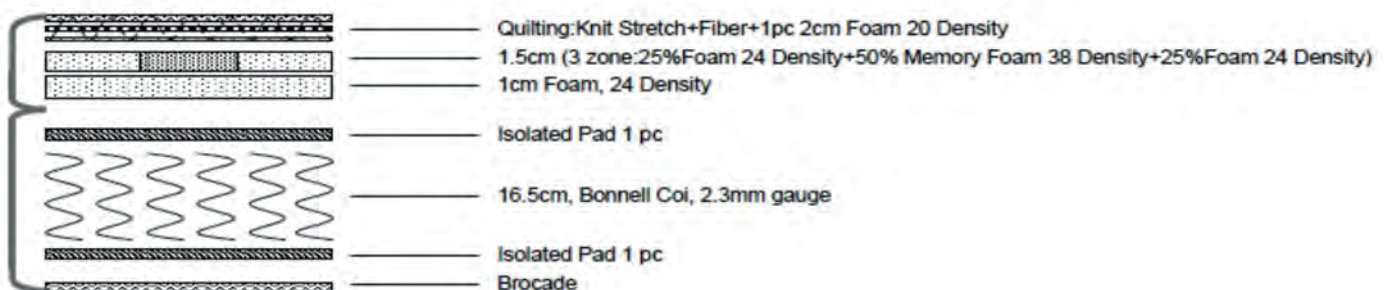 Quilting:Knit Stretch+Fiber+1pc 2cm Foam 20 Density
1.5cm (3 zone:25%Foam 24 Density+50% Memory Foam 38 Density+25%Foam 24 Density)
1cm Foam, 24 Density
Isolated Pad 1 pc
16.5cm, Bonnell Coi, 2.3mm gauge
Isolated Pad 1 pc
Brocade